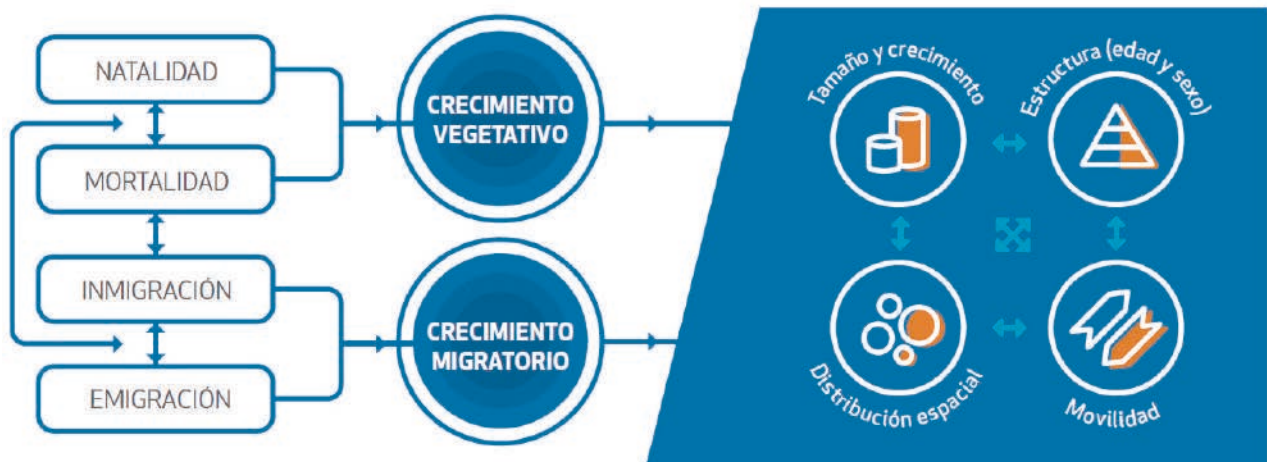 NATALIDAD
MORTALIDAD
INMIGRACIÓN
EMIGRACIÓN
CRECIMIENTO
VEGETATIVO
CRECIMIENTO
MIGRATORIO
Tamaño y crecimiento
Estructura (edad y sexo)
Distribución espacial
Movilidad